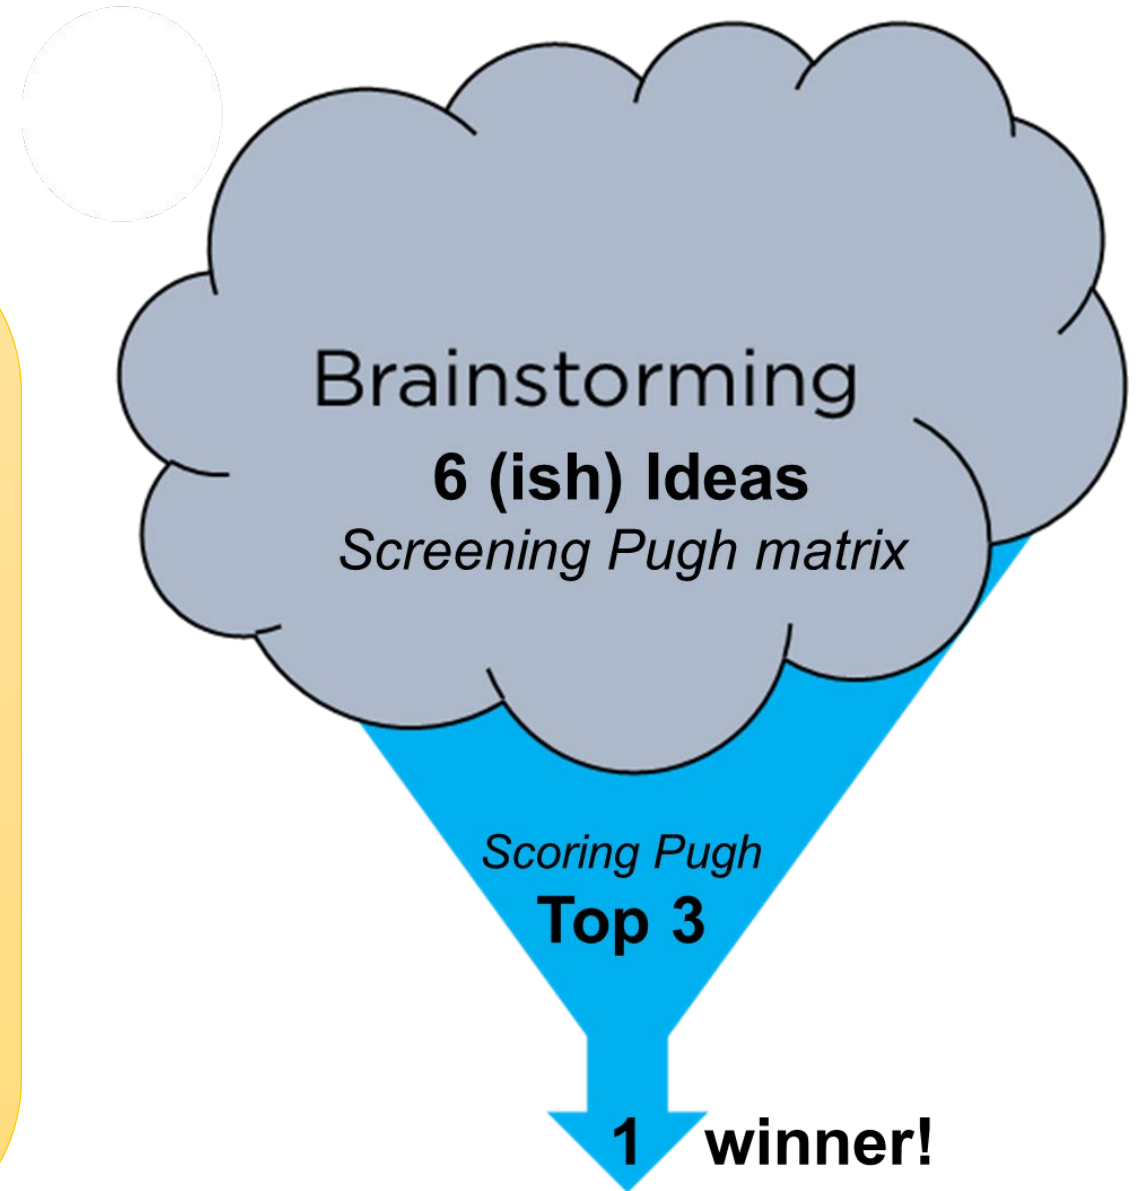 Brainstorming
6 (ish) Ideas
Screening Pugh matrix
Scoring Pugh
Top 3
1 winner!